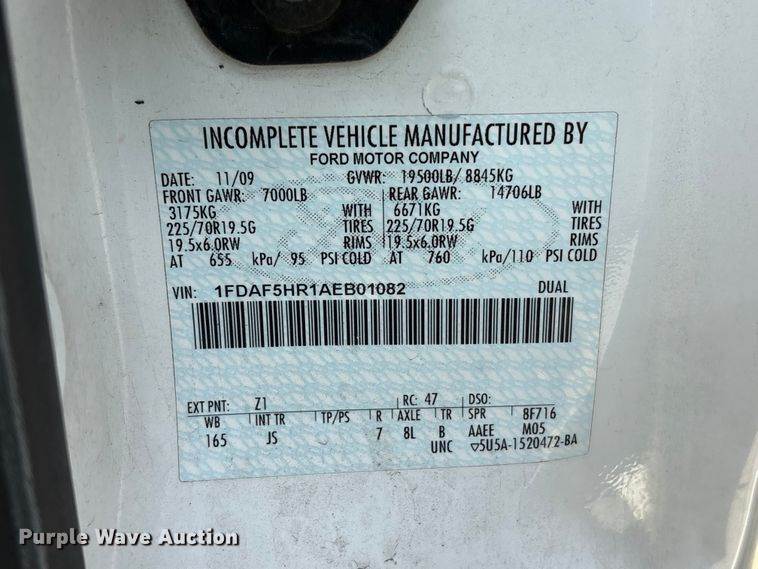 INCOMPLETE VEHICLE MANUFACTURED BY
FORD MOTOR COMPANY
DATE: 11/09 GVWR: 19500LB/ 8845KG
FRONT GAWR: 7000LB REAR GAWR: 14706LB
3175KG WITH 6671KG WITH
225/70R19.5G TIRES 225/70R19.5G TIRES
19.5x6.0RW RIMS 19.5x6.0RW RIMS
AT 655 kPa/ 95 PSI COLD AT 760 kPa/110 PSI COLD
VIN: 1FDAF5HR1AEB01082 DUAL
EXT PNT: Z1 RC: 47 DSO:
WB INT TR TP/PS R AXLE TR SPR 8F716
165 JS 7 8L B AAEE M05
UNC ▽5U5A-1520472-BA
Purple Wave Auction